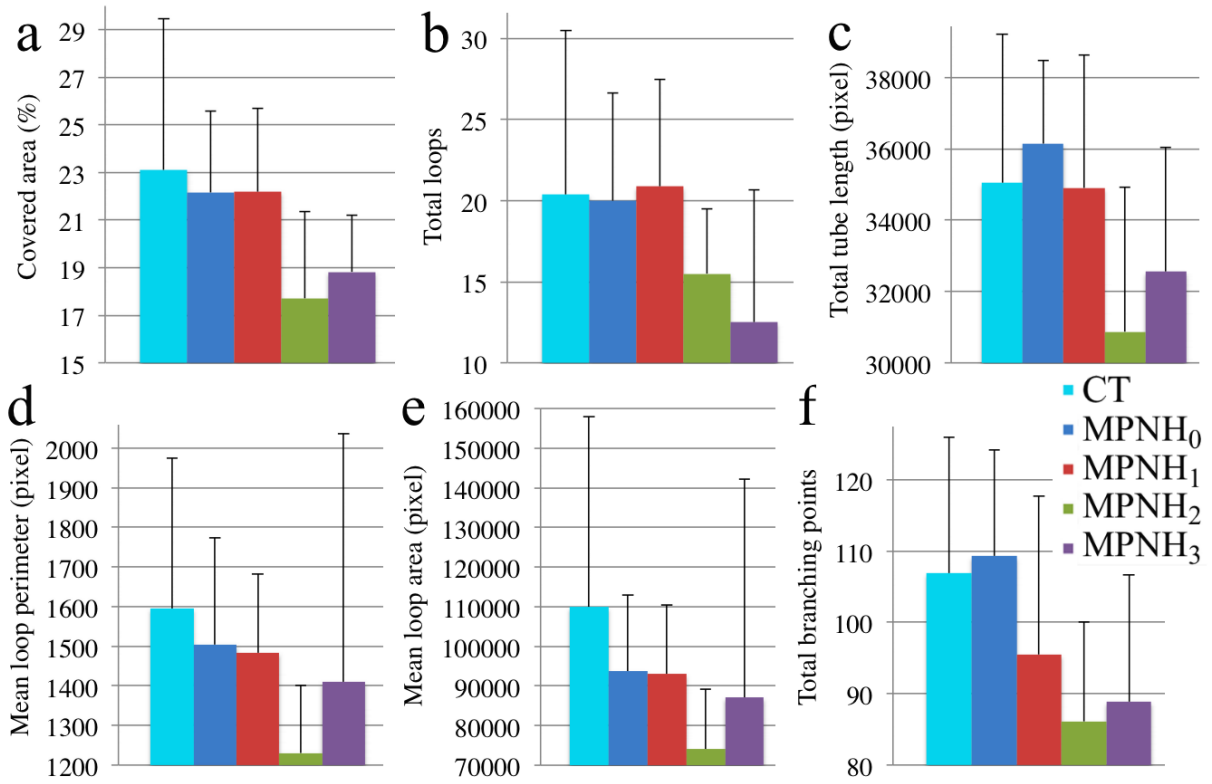 a
Covered area (%)
29
27
25
23
21
19
17
15
b
Total loops
30
25
20
15
10
c
Total tube length (pixel)
38000
36000
34000
32000
30000
d
Mean loop perimeter (pixel)
2000
1900
1800
1700
1600
1500
1400
1300
1200
e
Mean loop area (pixel)
160000
150000
140000
130000
120000
110000
100000
90000
80000
70000
f
Total branching points
120
110
100
90
80
CT
MPNH₀
MPNH₁
MPNH₂
MPNH₃